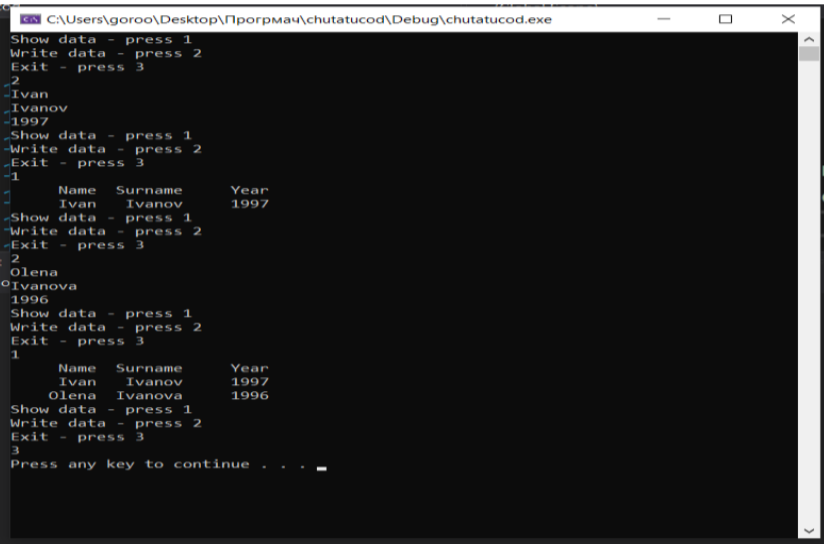 C:\Users\goroo\Desktop\Прогрмач\chutatucod\Debug\chutatucod.exe
Show data - press 1
Write data - press 2
Exit - press 3
2
Ivan
Ivanov
1997
Show data - press 1
Write data - press 2
Exit - press 3
1
Name Surname Year
Ivan Ivanov 1997
Show data - press 1
Write data - press 2
Exit - press 3
2
Olena
Ivanova
1996
Show data - press 1
Write data - press 2
Exit - press 3
1
Name Surname Year
Ivan Ivanov 1997
Olena Ivanova 1996
Show data - press 1
Write data - press 2
Exit - press 3
3
Press any key to continue . . .